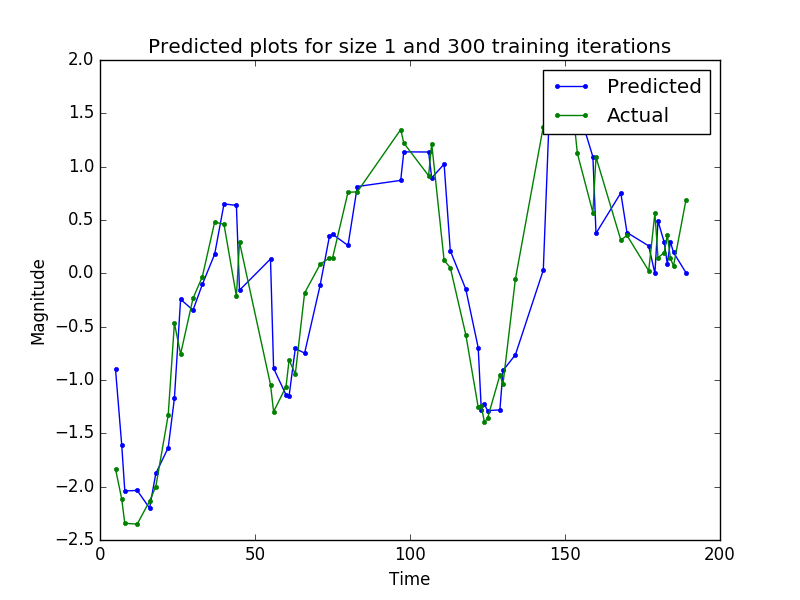 Predicted plots for size 1 and 300 training iterations
Predicted
Actual
2.0
1.5
1.0
0.5
0.0
−0.5
−1.0
−1.5
−2.0
−2.5
Magnitude
0 50 100 150 200
Time